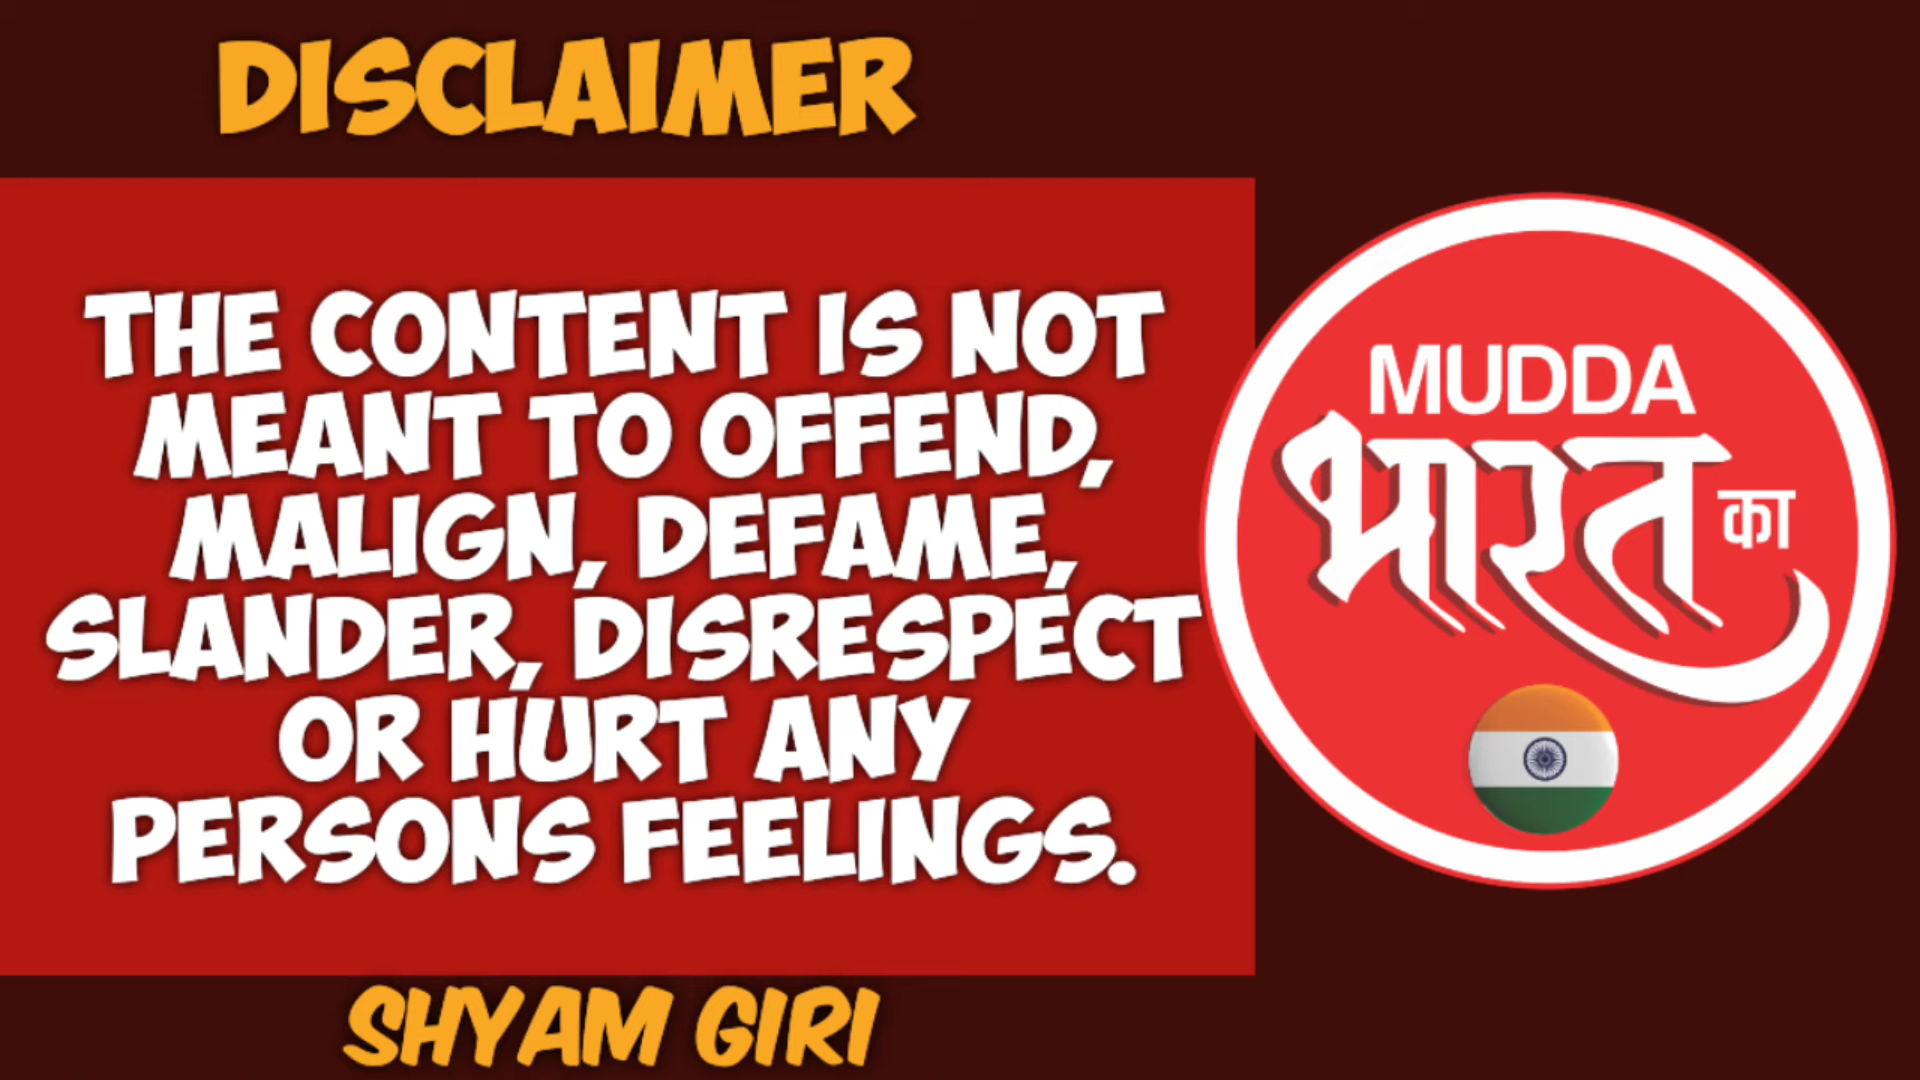 DISCLAIMER
THE CONTENT IS NOT
MEANT TO OFFEND,
MALIGN, DEFAME,
SLANDER, DISRESPECT
OR HURT ANY
PERSONS FEELINGS.
SHYAM GIRI
MUDDA
भारत का